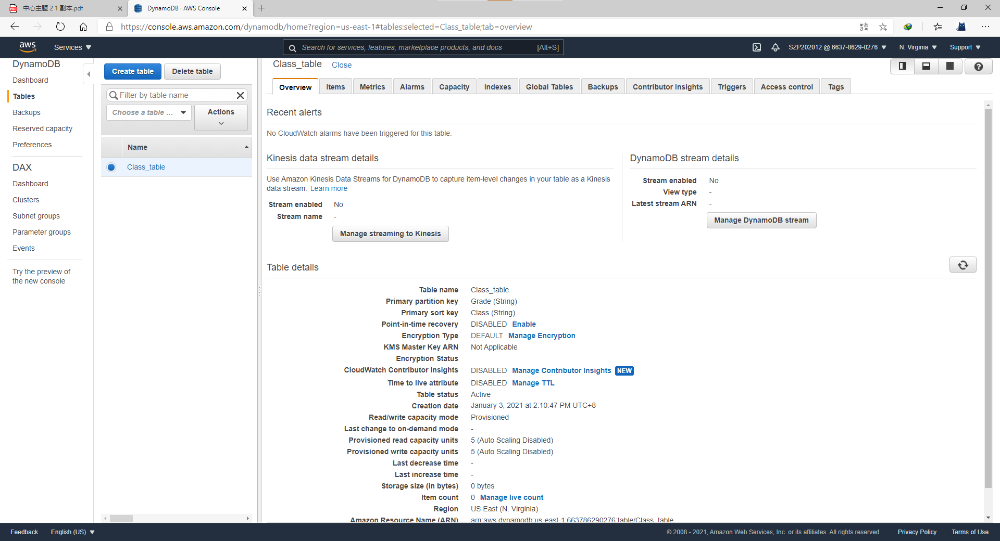 中心主题 2 1 副本.pdf
DynamoDB · AWS Console
https://console.aws.amazon.com/dynamodb/home?region=us-east-1#tables:selected=Class_table;tab=overview
aws
Services
Search for services, features, marketplace products, and docs
[Alt+S]
SZP202012 @ 6637-8629-0276
N. Virginia
Support
DynamoDB
Dashboard
Tables
Backups
Reserved capacity
Preferences
DAX
Dashboard
Clusters
Subnet groups
Parameter groups
Events
Try the preview of
the new console
Create table
Delete table
Filter by table name
Choose a table ...
Actions
Name
Class_table
Class_table Close
Overview
Items
Metrics
Alarms
Capacity
Indexes
Global Tables
Backups
Contributor Insights
Triggers
Access control
Tags
Recent alerts
No CloudWatch alarms have been triggered for this table.
Kinesis data stream details
Use Amazon Kinesis Data Streams for DynamoDB to capture item-level changes in your table as a Kinesis
data stream. Learn more
Stream enabled No
Stream name -
Manage streaming to Kinesis
DynamoDB stream details
Stream enabled No
View type -
Latest stream ARN -
Manage DynamoDB stream
Table details
Table name Class_table
Primary partition key Grade (String)
Primary sort key Class (String)
Point-in-time recovery DISABLED Enable
Encryption Type DEFAULT Manage Encryption
KMS Master Key ARN Not Applicable
Encryption Status
CloudWatch Contributor Insights DISABLED Manage Contributor Insights NEW
Time to live attribute DISABLED Manage TTL
Table status Active
Creation date January 3, 2021 at 2:10:47 PM UTC+8
Read/write capacity mode Provisioned
Last change to on-demand mode -
Provisioned read capacity units 5 (Auto Scaling Disabled)
Provisioned write capacity units 5 (Auto Scaling Disabled)
Last decrease time -
Last increase time -
Storage size (in bytes) 0 bytes
Item count 0 Manage live count
Region US East (N. Virginia)
Amazon Resource Name (ARN) arn:aws:dynamodb:us-east-1:663786290276:table/Class_table
Feedback
English (US)
© 2008 - 2021, Amazon Web Services, Inc. or its affiliates. All rights reserved.
Privacy Policy
Terms of Use